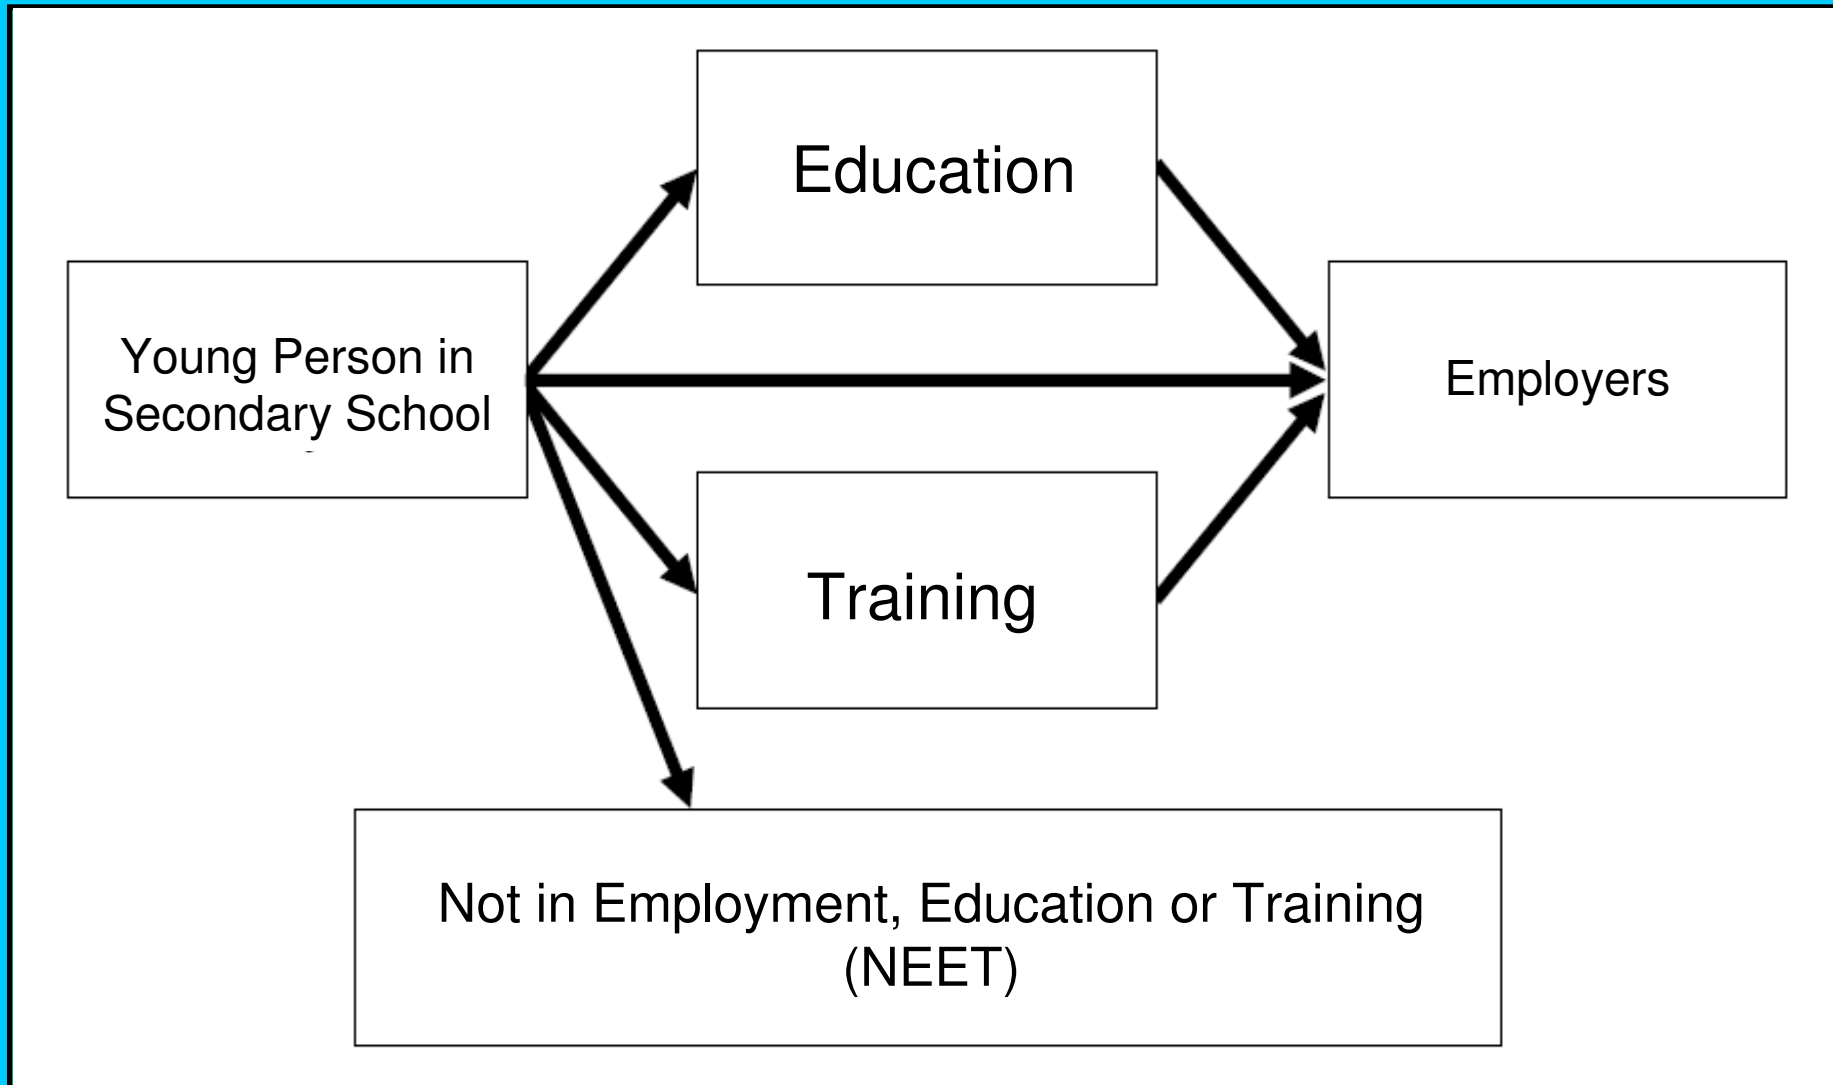 Education
Young Person in
Secondary School
Employers
Training
Not in Employment, Education or Training
(NEET)